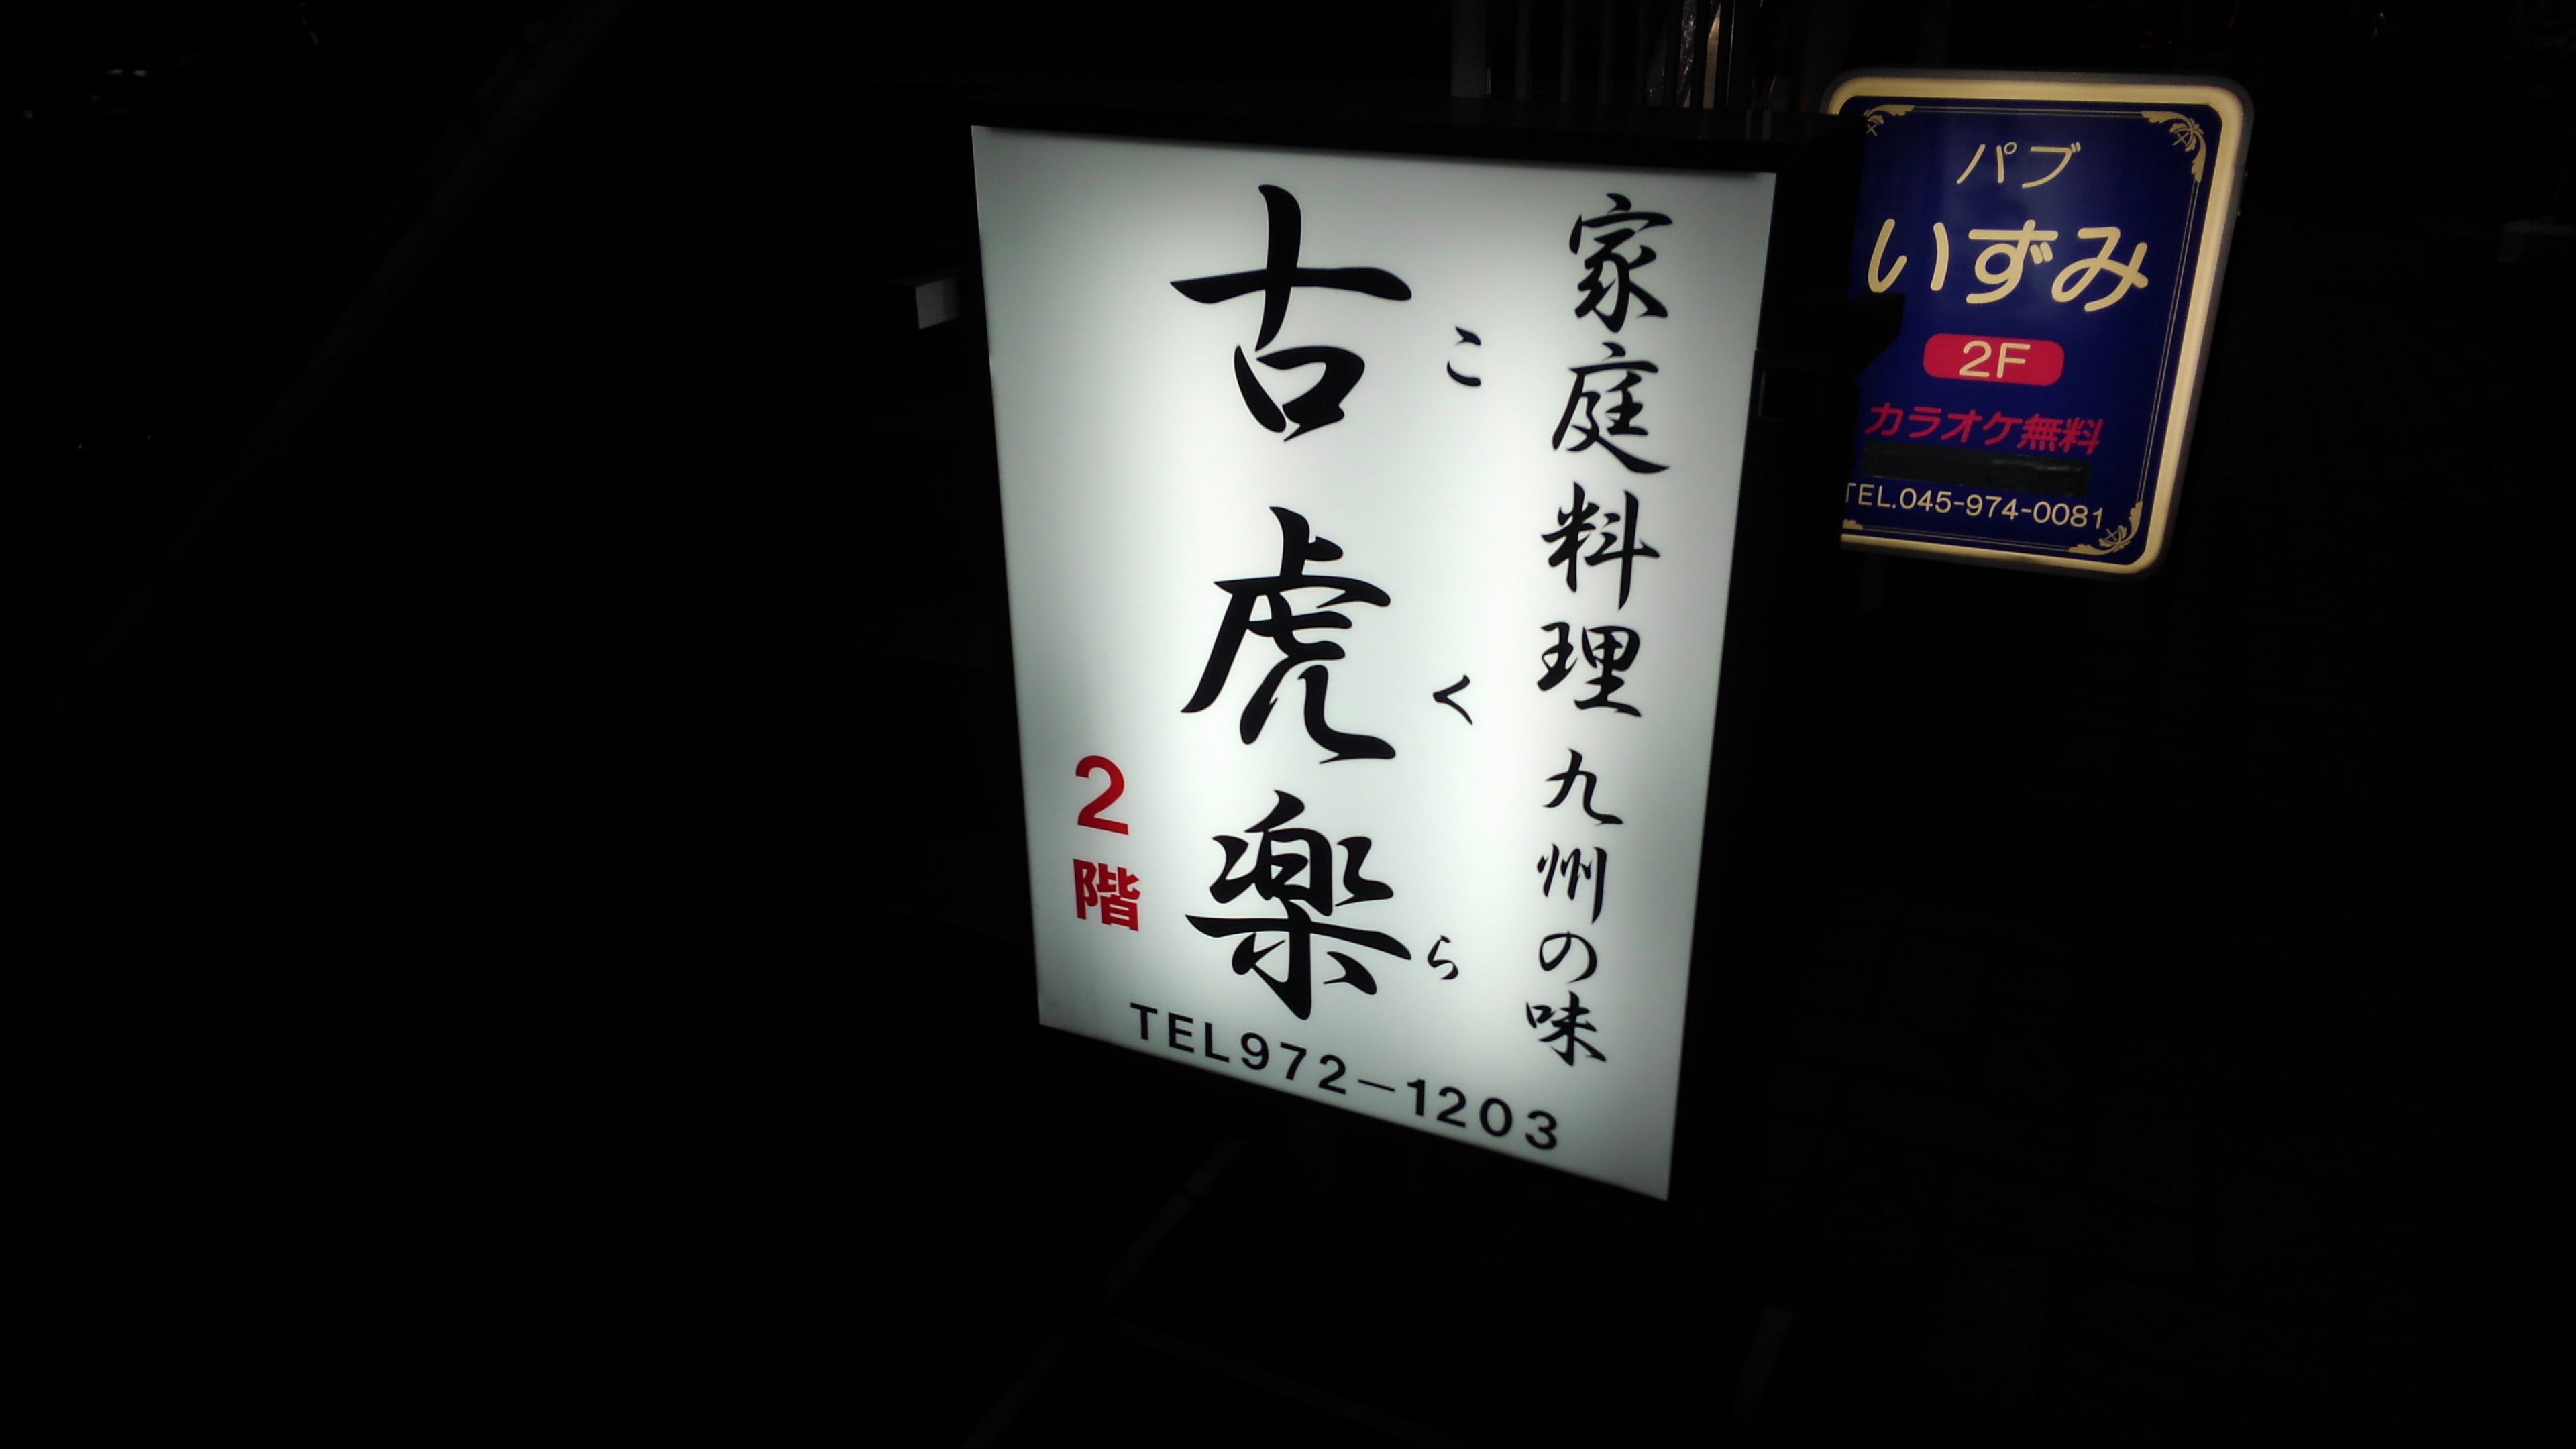 家庭料理 九州の味
こくら
古虎楽
2階
TEL972-1203
パブ
いずみ
2F
カラオケ無料
TEL.045-974-0081